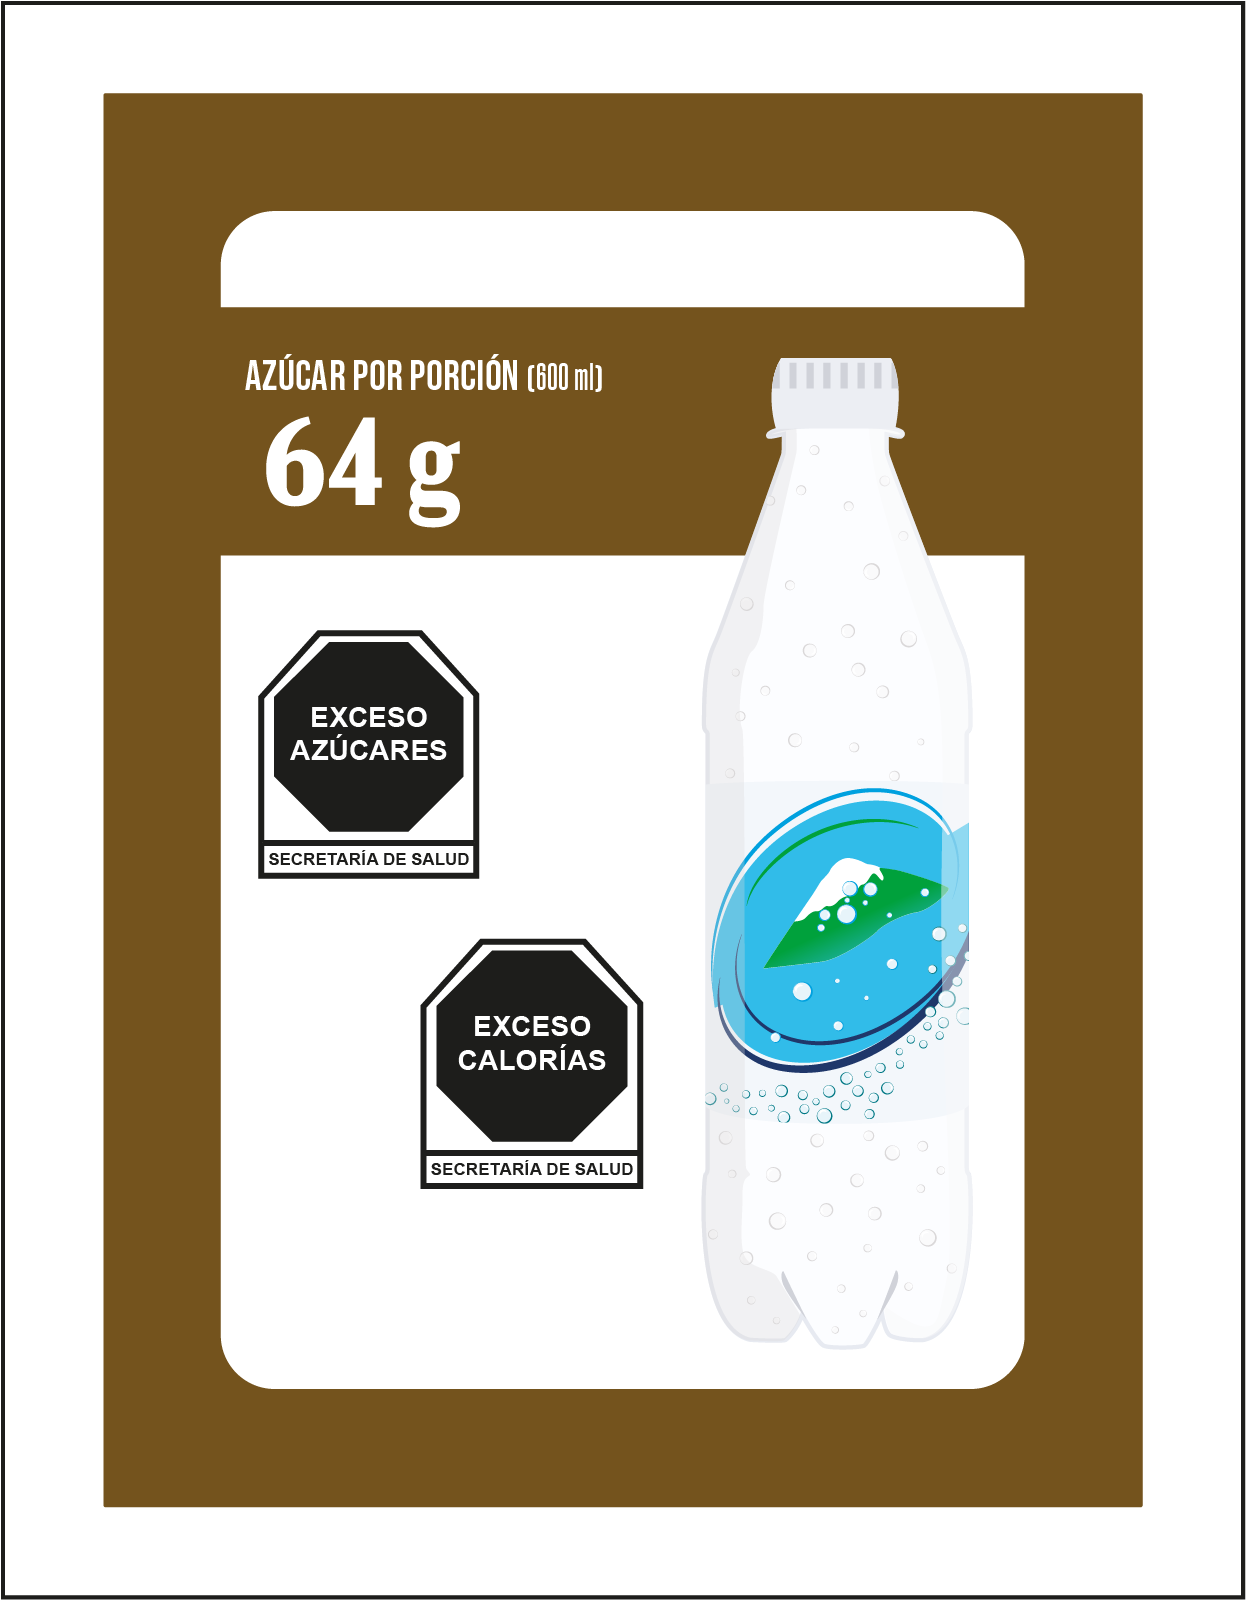 AZÚCAR POR PORCIÓN (600 ml)
64 g
EXCESO
AZÚCARES
SECRETARÍA DE SALUD
EXCESO
CALORÍAS
SECRETARÍA DE SALUD